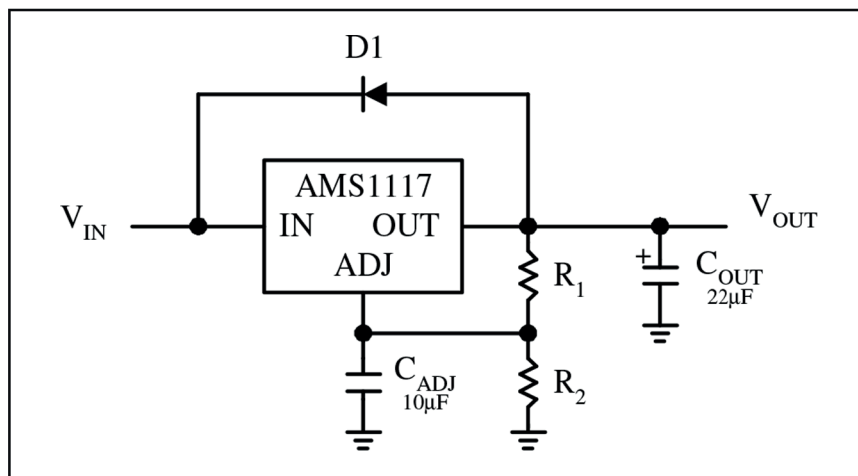 D1
AMS1117
V_IN
IN OUT
V_OUT
ADJ
R_1
+
C_OUT
22µF
C_ADJ
10µF
R_2